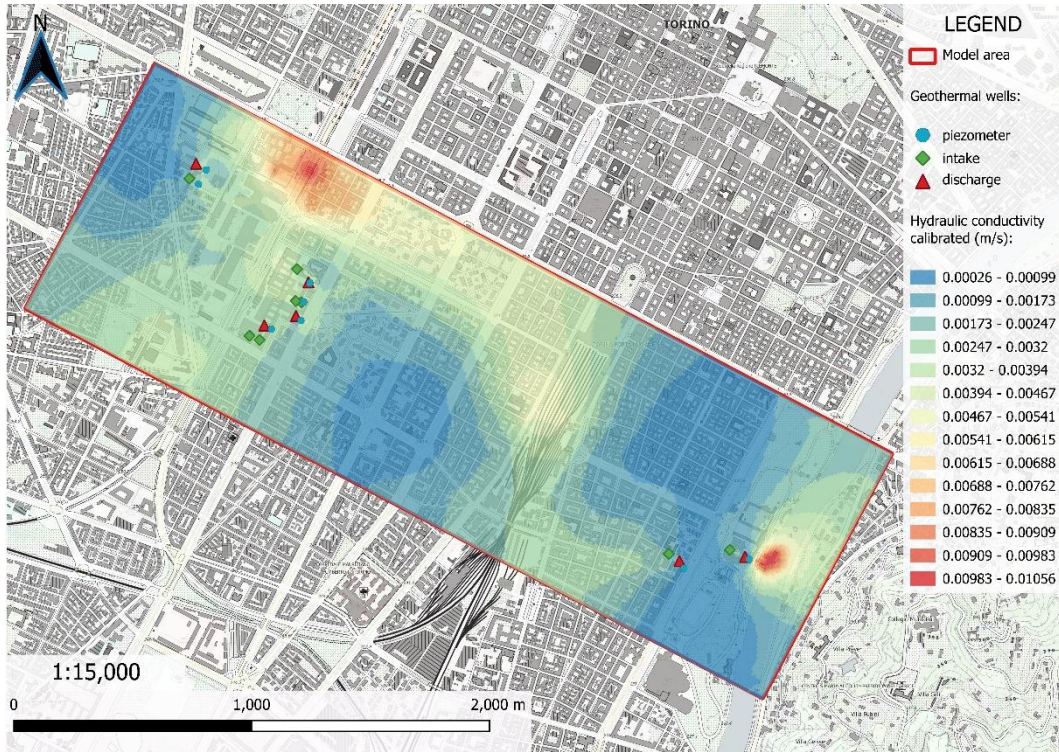 N
TORINO
LEGEND
Model area
Geothermal wells:
piezometer
intake
discharge
Hydraulic conductivity
calibrated (m/s):
0.00026 - 0.00099
0.00099 - 0.00173
0.00173 - 0.00247
0.00247 - 0.0032
0.0032 - 0.00394
0.00394 - 0.00467
0.00467 - 0.00541
0.00541 - 0.00615
0.00615 - 0.00688
0.00688 - 0.00762
0.00762 - 0.00835
0.00835 - 0.00909
0.00909 - 0.00983
0.00983 - 0.01056
1:15,000
0
1,000
2,000 m